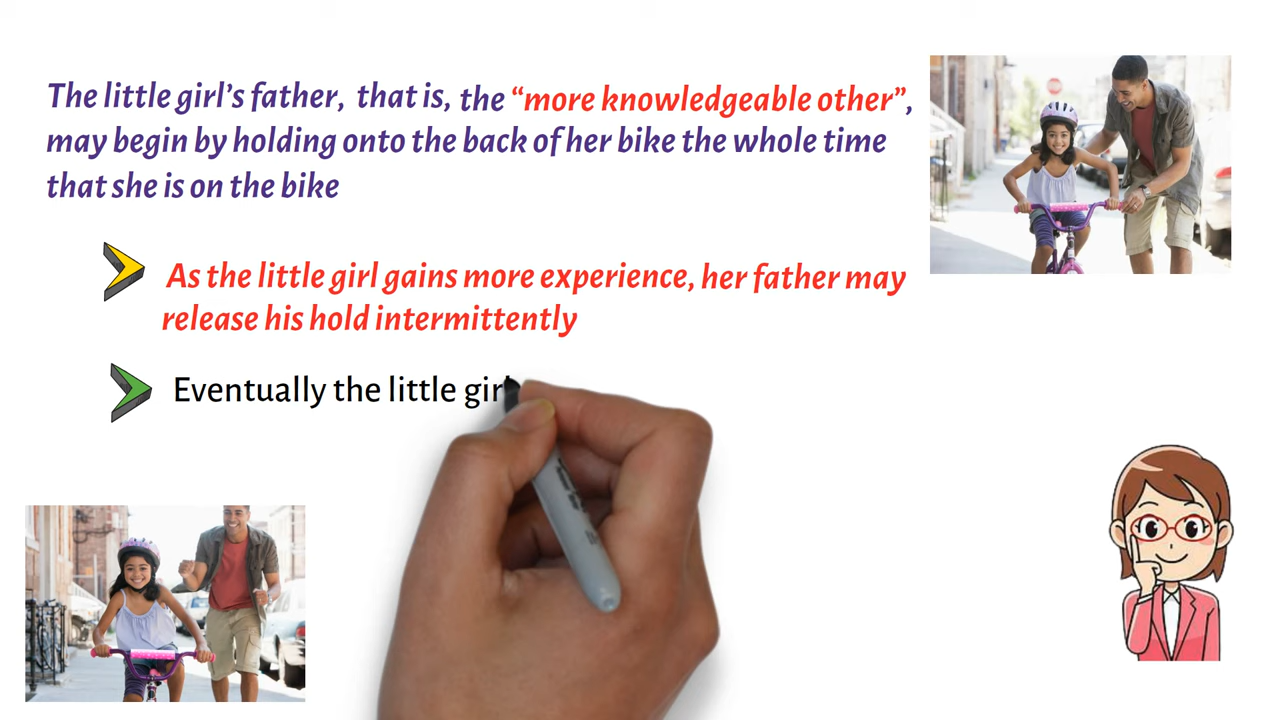 The little girl's father, that is, the “more knowledgeable other”,
may begin by holding onto the back of her bike the whole time
that she is on the bike
As the little girl gains more experience, her father may
release his hold intermittently
Eventually the little girl